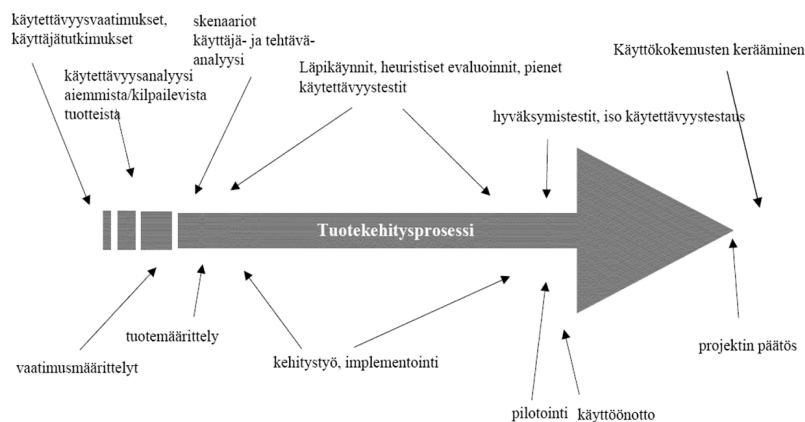 käytettävyysvaatimukset,
käyttäjätutkimukset
käytettävyysanalyysi
aiemmista/kilpailevista
tuotteista
skenaariot
käyttäjä- ja tehtävä-
analyysi
Läpikäynnit, heuristiset evaluoinnit, pienet
käytettävyystestit
hyväksymistestit, iso käytettävyystestaus
Käyttökokemusten kerääminen
Tuotekehitysprosessi
vaatimusmäärittelyt
tuotemäärittely
kehitystyö, implementointi
pilotointi
käyttöönotto
projektin päätös